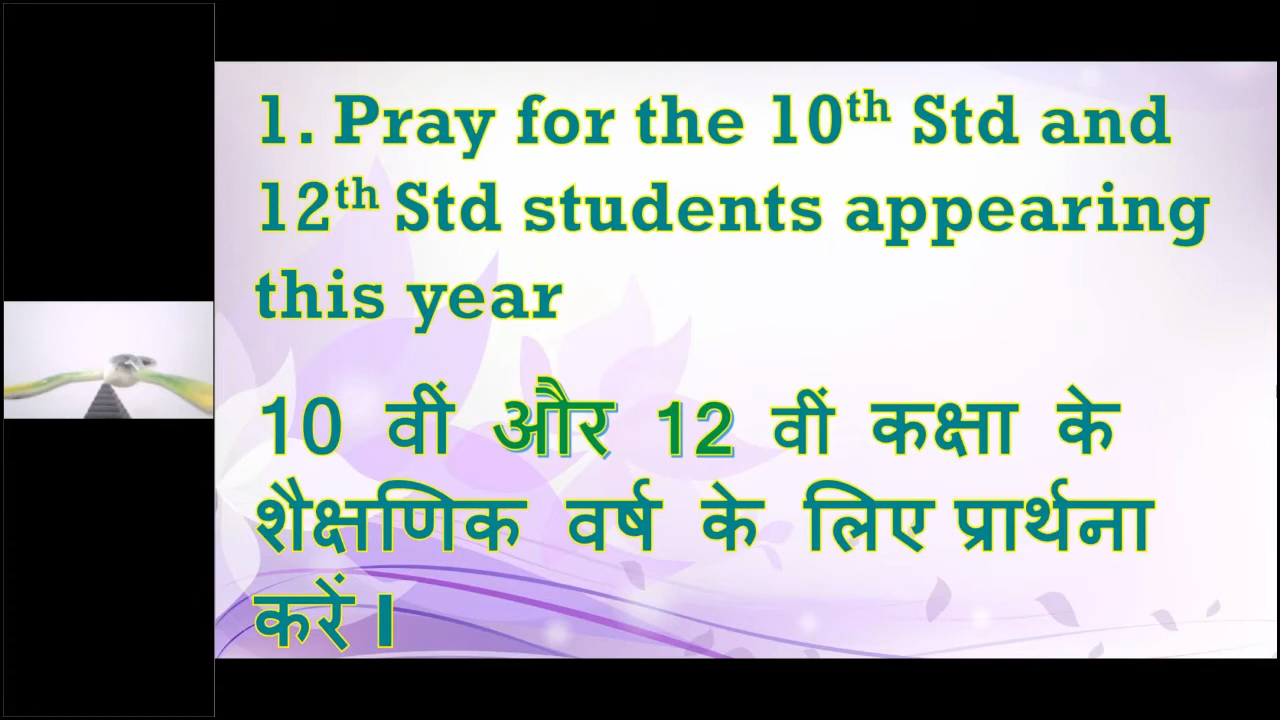 1. Pray for the 10th Std and
12th Std students appearing
this year
10 वीं और 12 वीं कक्षा के
शैक्षणिक वर्ष के लिए प्रार्थना
करें I